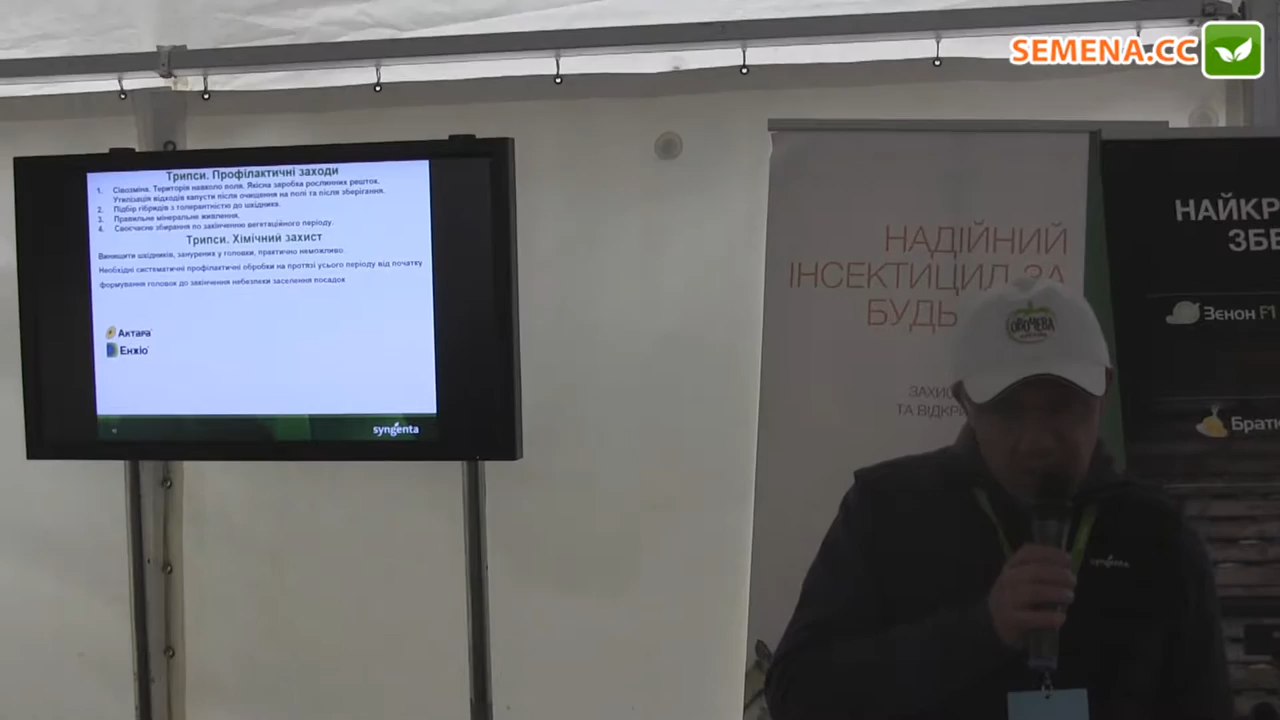 SEMENA.CC
Трипси. Профілактичні заходи
1. Сівозміна. Територія навколо поля. Якісна заробка рослинних решток.
Утилізація відходів капусти після очищення на полі та після зберігання.
2. Підбір гібридів з толерантністю до шкідника.
3. Правильне мінеральне живлення.
4. Своєчасне збирання по закінченню вегетаційного періоду.
Трипси. Хімічний захист
Винищити шкідників, занурених у головки, практично неможливо
Необхідні систематичні профілактичні обробки на протязі усього періоду від початку
формування головок до закінчення небезпеки заселення посадок
Актара
Енжіо
syngenta
НАДІЙНИЙ
ІНСЕКТИЦИД ЗА
БУДЬ
ЗАХИС
ТА ВІДКРИ
НАЙКР
ЗБЕ
Зенон F1
Братк
ОВОЧЕВА
syngenta